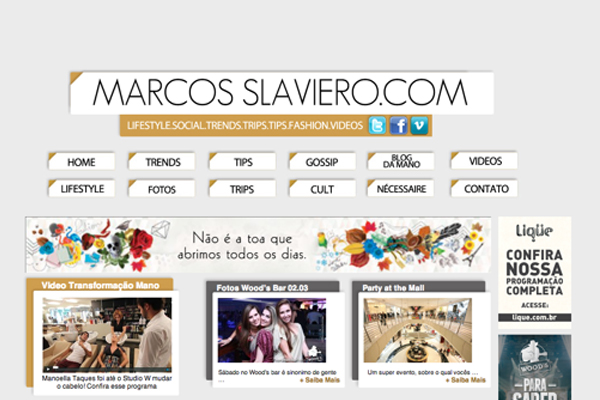 MARCOS SLAVIERO.COM
LIFESTYLE.SOCIAL.TRENDS.TRIPS.TIPS.FASHION.VIDEOS
HOME
TRENDS
TIPS
GOSSIP
BLOG
DA MANO
VIDEOS
LIFESTYLE
FOTOS
TRIPS
CULT
NÉCESSAIRE
CONTATO
Não é a toa que
abrimos todos os dias.
Liqüe
CONFIRA
NOSSA
PROGRAMAÇÃO
COMPLETA
ACESSE:
lique.com.br
Video Transformação Mano
Manoella Taques foi até o Studio W mudar
o cabelo! Confira esse programa
Fotos Wood's Bar 02.03
Sábado no Wood's bar é sinonimo de gente
...
+ Saiba Mais
Party at the Mall
Um super evento, sobre o qual vocês ...
+ Saiba Mais
WOOD'S
PARA
SABER